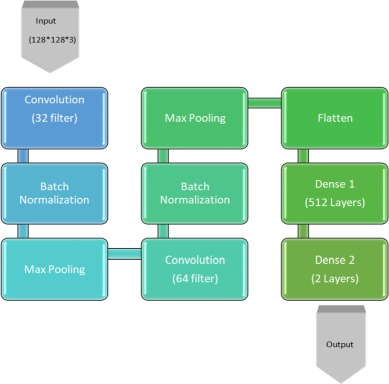 Input
(128*128*3)
Convolution
(32 filter)
Batch
Normalization
Max Pooling
Convolution
(64 filter)
Batch
Normalization
Max Pooling
Flatten
Dense 1
(512 Layers)
Dense 2
(2 Layers)
Output